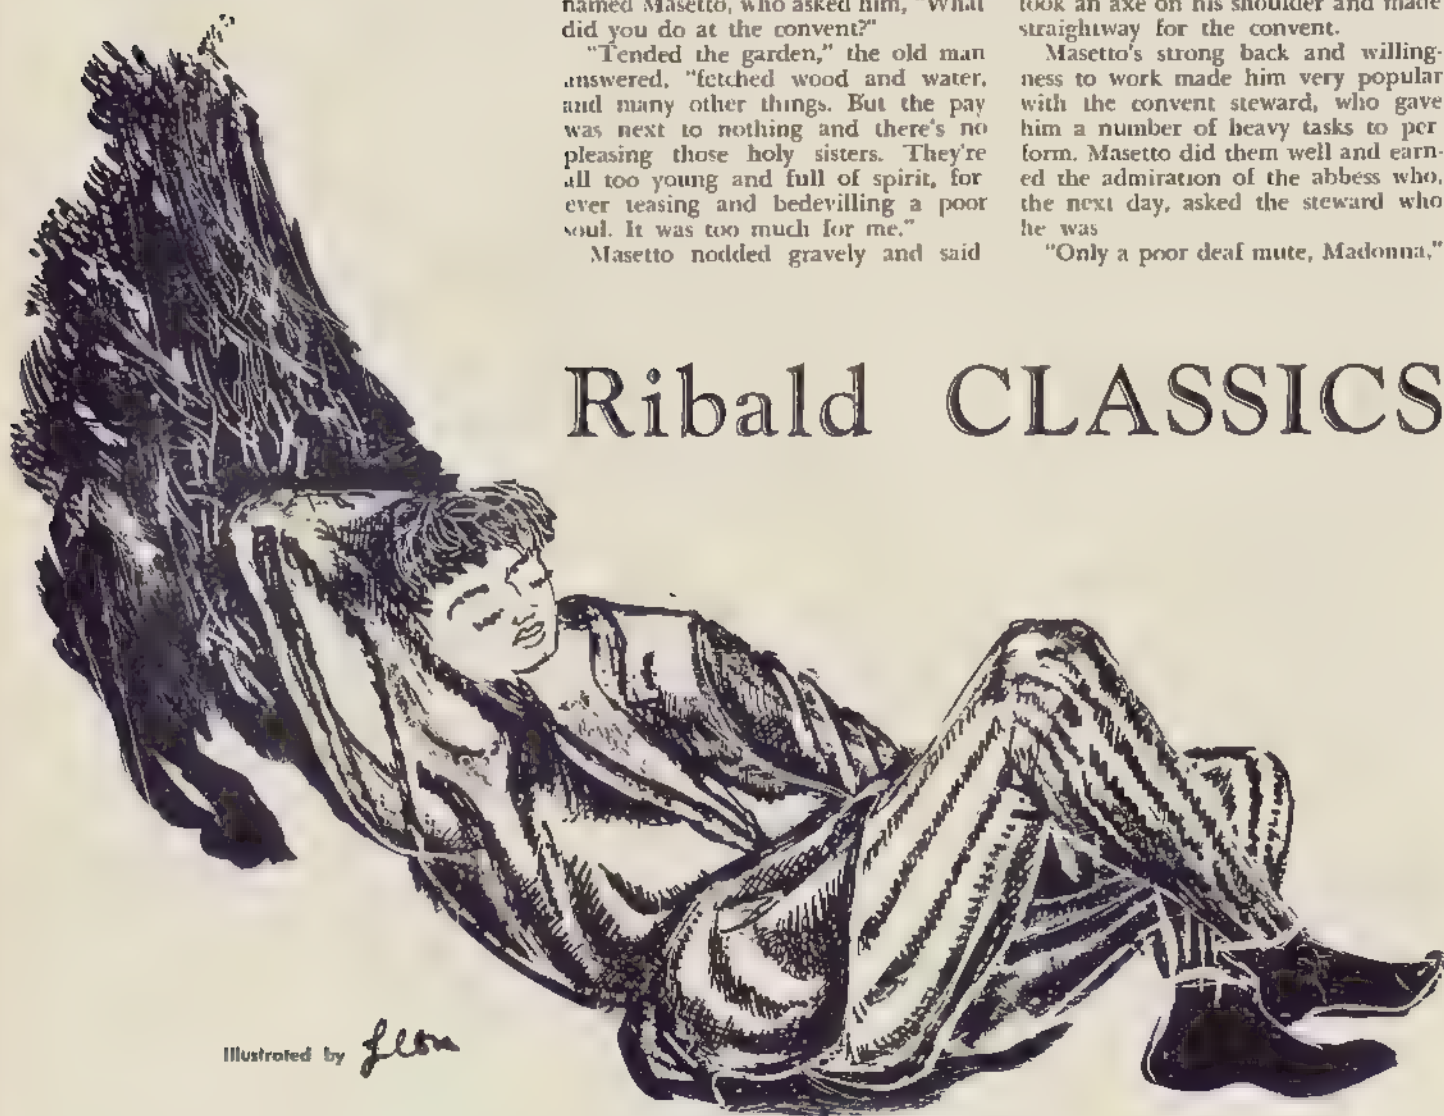 named Masetto, who asked him, "What
did you do at the convent?"
"Tended the garden," the old man
answered, "fetched wood and water,
and many other things. But the pay
was next to nothing and there's no
pleasing those holy sisters. They're
all too young and full of spirit, for
ever teasing and bedevilling a poor
soul. It was too much for me."
Masetto nodded gravely and said
took an axe on his shoulder and made
straightway for the convent.
Masetto's strong back and willing-
ness to work made him very popular
with the convent steward, who gave
him a number of heavy tasks to per
form. Masetto did them well and earn-
ed the admiration of the abbess who,
the next day, asked the steward who
he was
"Only a poor deaf mute, Madonna,"
Ribald CLASSICS
Illustrated by Leon